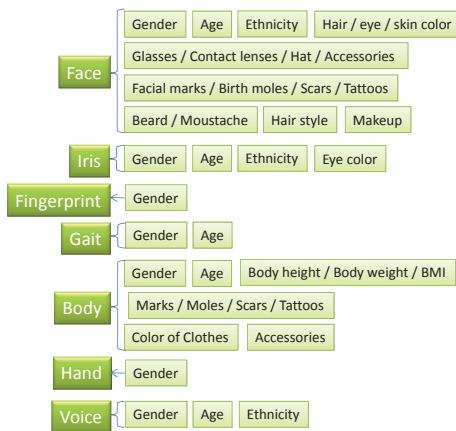 Gender Age Ethnicity Hair / eye / skin color
Glasses / Contact lenses / Hat / Accessories
Face
Facial marks / Birth moles / Scars / Tattoos
Beard / Moustache Hair style Makeup
Iris Gender Age Ethnicity Eye color
Fingerprint Gender
Gait Gender Age
Gender Age Body height / Body weight / BMI
Body Marks / Moles / Scars / Tattoos
Color of Clothes Accessories
Hand Gender
Voice Gender Age Ethnicity